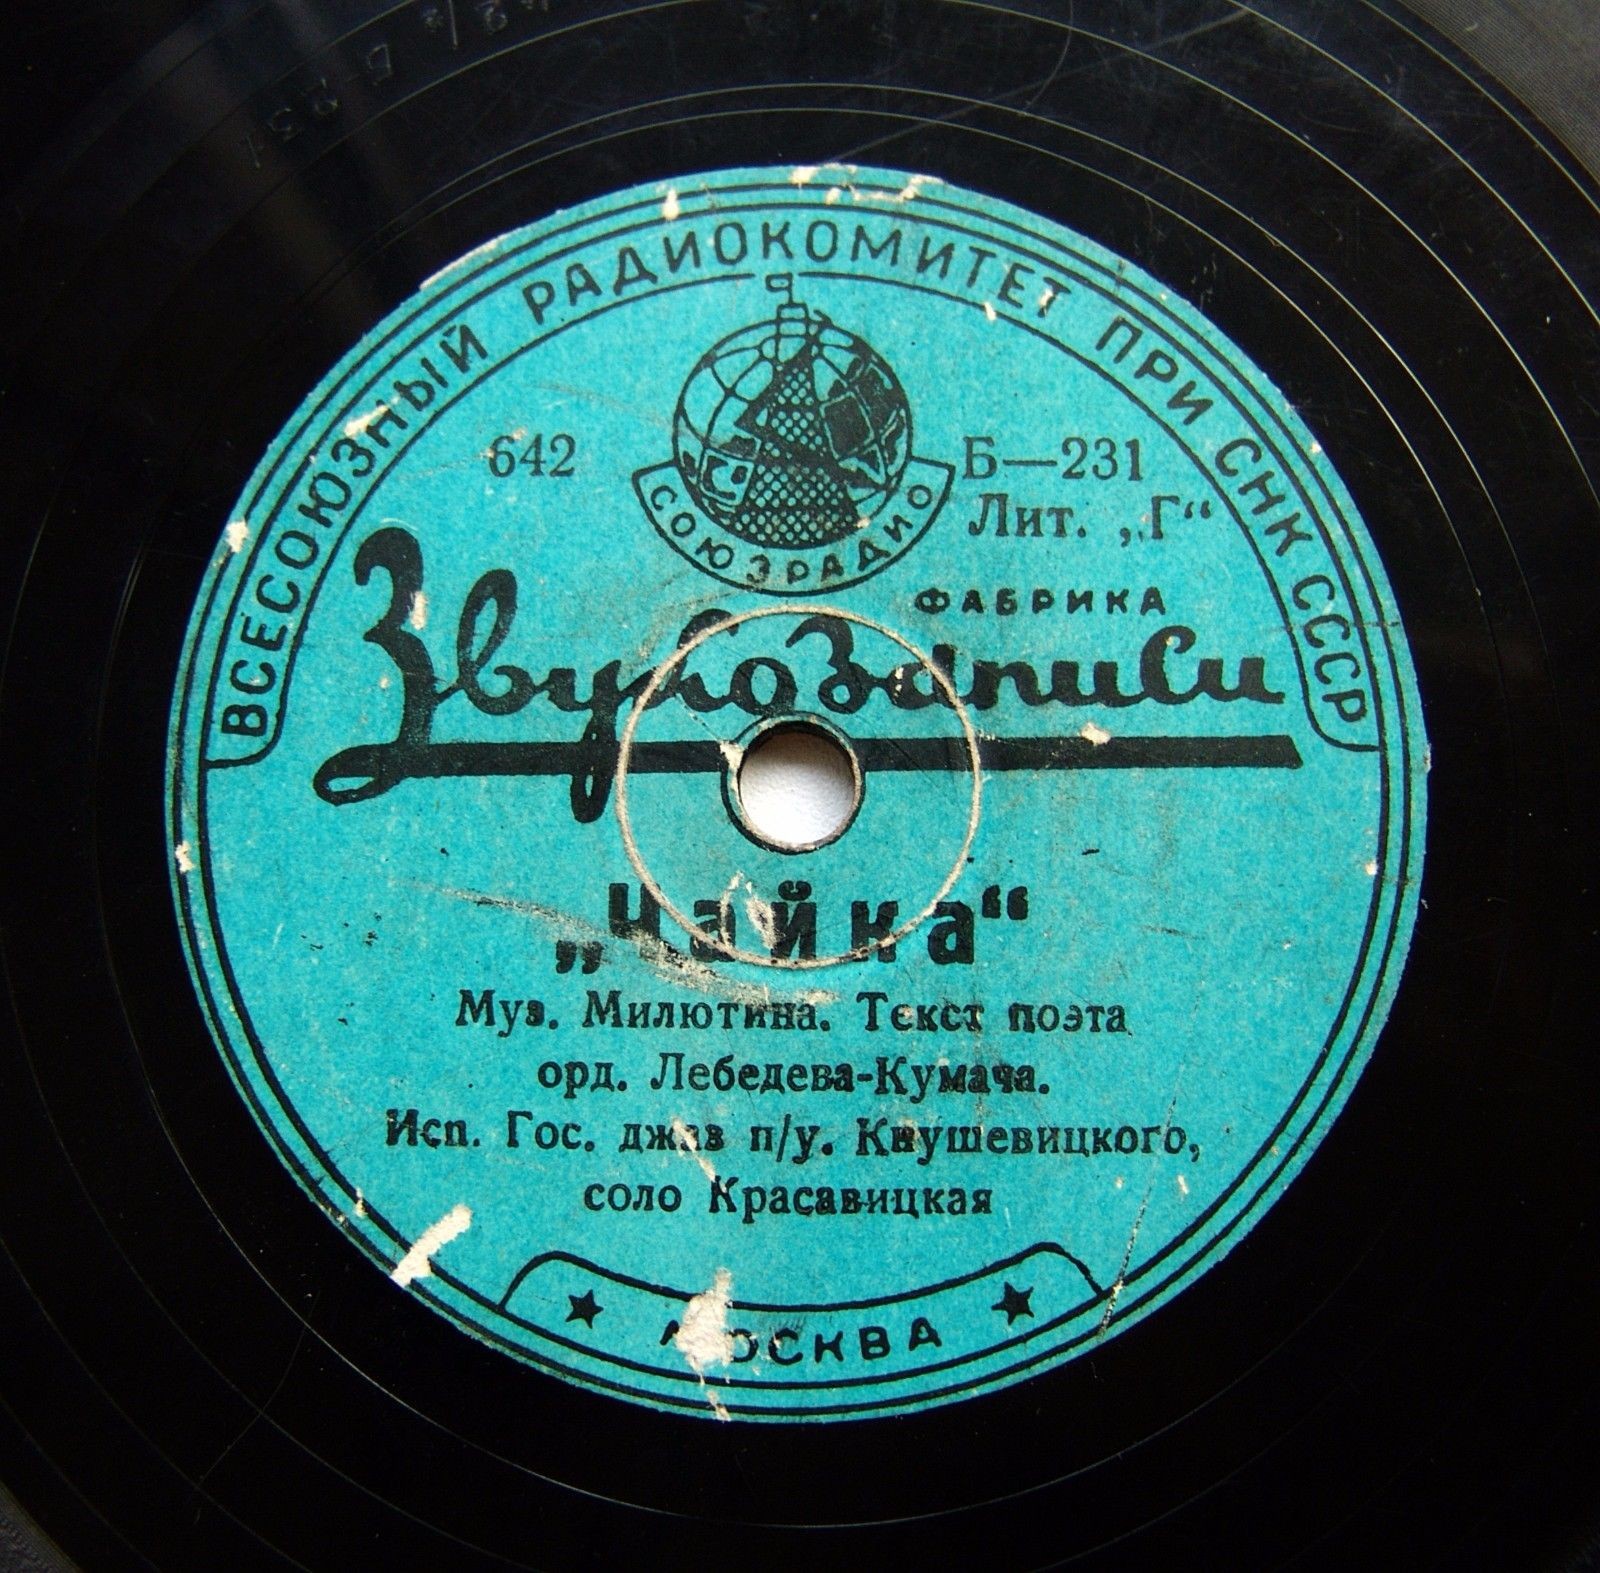 ВСЕСОЮЗНЫЙ РАДИОКОМИТЕТ ПРИ СНК СССР
642
Б—231
Лит. „Г“
СОЮЗРАДИО
ФАБРИКА
Звукозаписи
„Чайка“
Муз. Милютина. Текст поэта
орд. Лебедева-Кумача.
Исп. Гос. джаз п/у. Кнушевицкого,
соло Красавицкая
МОСКВА